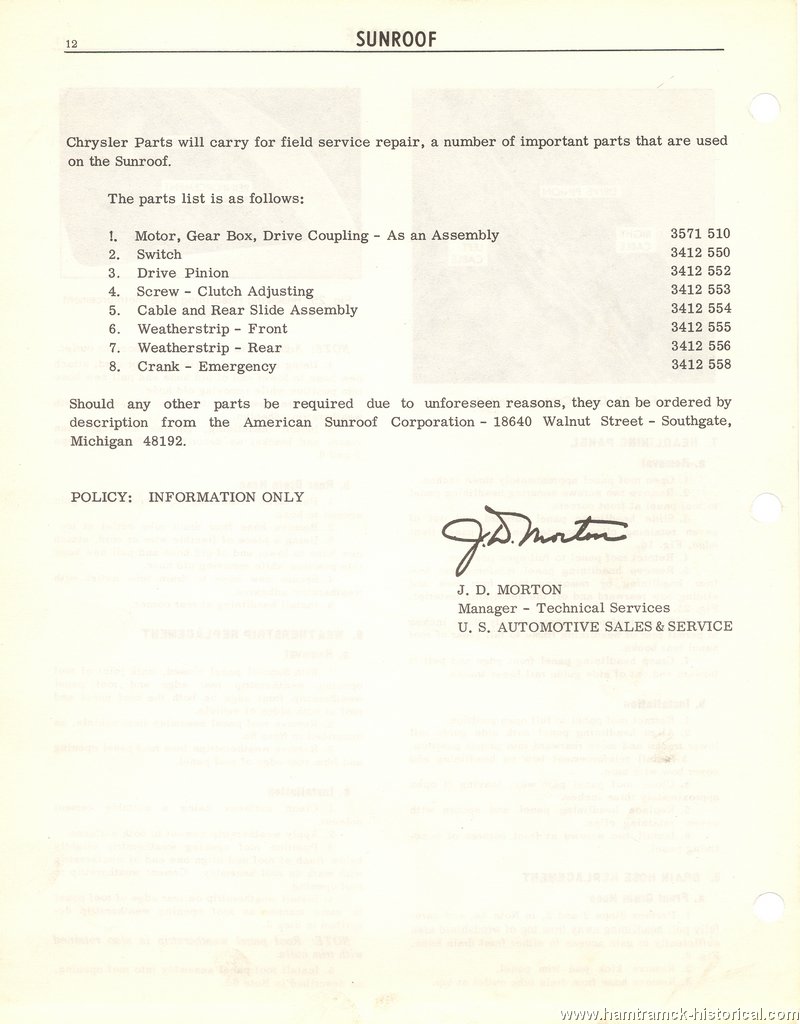 12
SUNROOF
Chrysler Parts will carry for field service repair, a number of important parts that are used
on the Sunroof.
The parts list is as follows:
1. Motor, Gear Box, Drive Coupling - As an Assembly 3571 510
2. Switch 3412 550
3. Drive Pinion 3412 552
4. Screw - Clutch Adjusting 3412 553
5. Cable and Rear Slide Assembly 3412 554
6. Weatherstrip - Front 3412 555
7. Weatherstrip - Rear 3412 556
8. Crank - Emergency 3412 558
Should any other parts be required due to unforeseen reasons, they can be ordered by
description from the American Sunroof Corporation - 18640 Walnut Street - Southgate,
Michigan 48192.
POLICY: INFORMATION ONLY
J.D. Morton
J. D. MORTON
Manager - Technical Services
U. S. AUTOMOTIVE SALES & SERVICE
www.hamtramck-historical.com